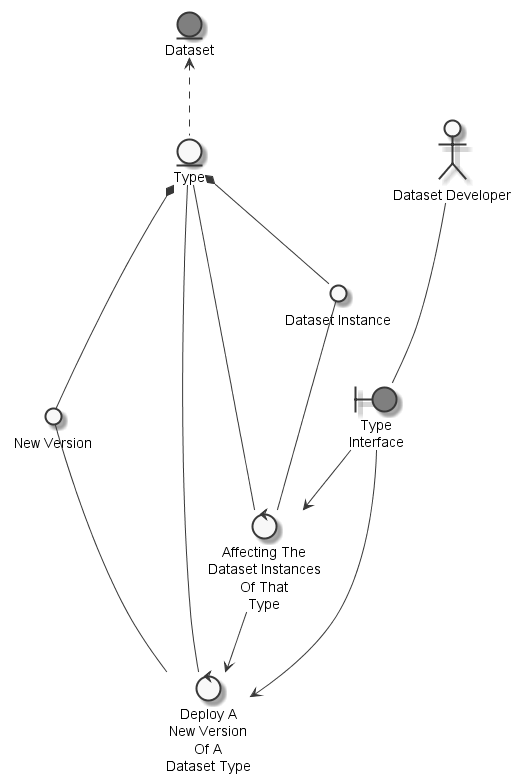 Dataset
Type
Dataset Developer
Dataset Instance
New Version
Type
Interface
Affecting The
Dataset Instances
Of That
Type
Deploy A
New Version
Of A
Dataset Type